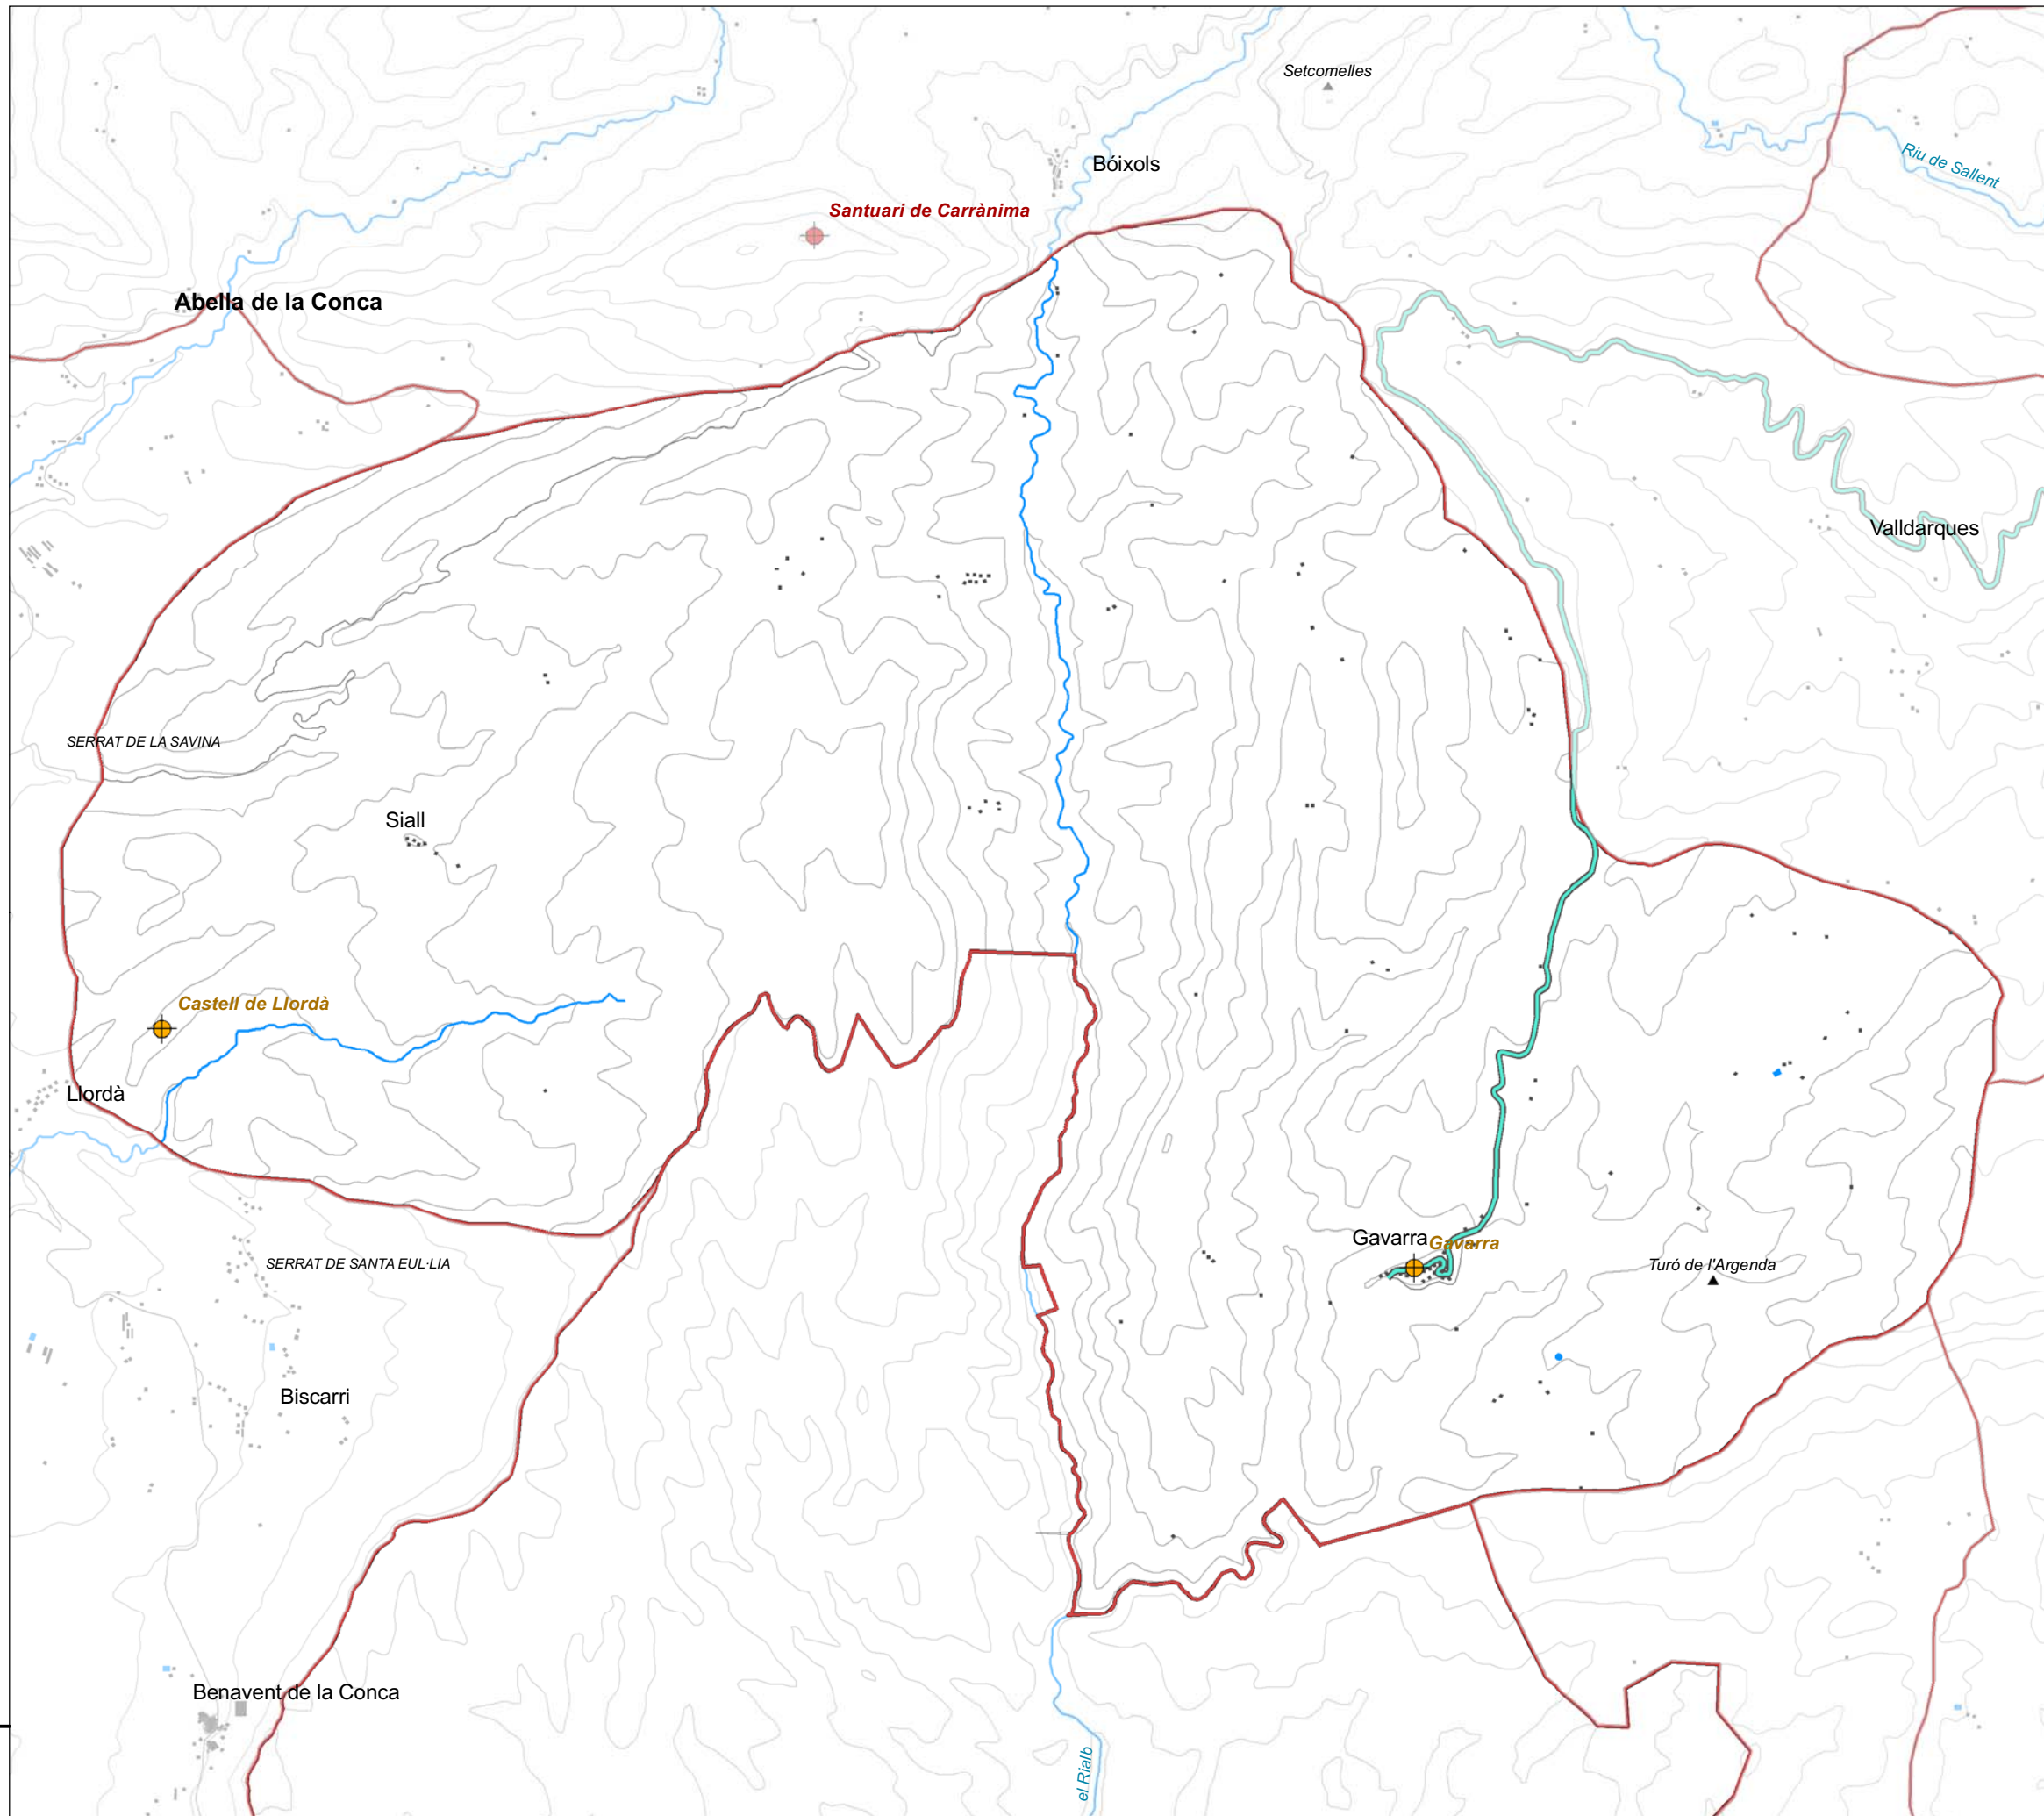 Setcomelles
Riu de Sallent
Bóixols
Santuari de Carrànima
Abella de la Conca
Valldarques
SERRAT DE LA SAVINA
Siall
Castell de Llordà
Llordà
Gavarra
Gavarra
SERRAT DE SANTA EUL·LIA
Turó de l'Argenda
Biscarri
Benavent de la Conca
el Rialb